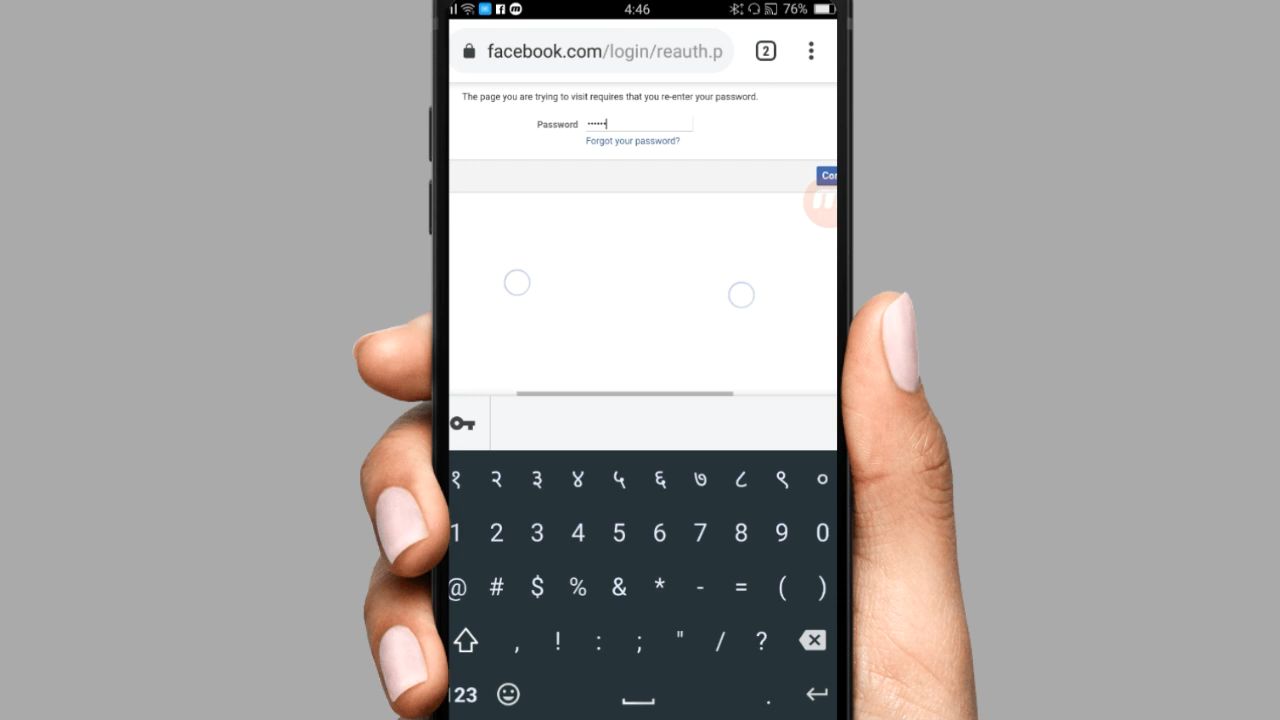 4:46 76%
facebook.com/login/reauth.p 2
The page you are trying to visit requires that you re-enter your password.
Password ••••••
Forgot your password?
Cor
१ २ ३ ४ ५ ६ ७ ८ ९ ०
1 2 3 4 5 6 7 8 9 0
@ # $ % & * - = ( )
, ! : ; " / ?
123 .